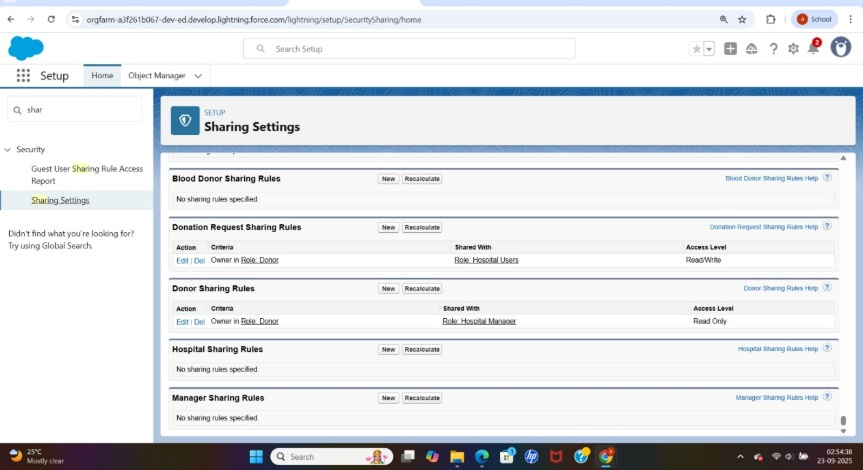 orgfarm-a3f261b067-dev-ed.develop.lightning.force.com/lightning/setup/SecuritySharing/home
School
Search Setup
2
Setup
Home
Object Manager
shar
Security
Guest User Sharing Rule Access
Report
Sharing Settings
Didn't find what you're looking for?
Try using Global Search.
SETUP
Sharing Settings
Blood Donor Sharing Rules
New
Recalculate
Blood Donor Sharing Rules Help ?
No sharing rules specified.
Donation Request Sharing Rules
New
Recalculate
Donation Request Sharing Rules Help ?
Action Criteria Shared With Access Level
Edit | Del Owner in Role: Donor Role: Hospital Users Read/Write
Donor Sharing Rules
New
Recalculate
Donor Sharing Rules Help ?
Action Criteria Shared With Access Level
Edit | Del Owner in Role: Donor Role: Hospital Manager Read Only
Hospital Sharing Rules
New
Recalculate
Hospital Sharing Rules Help ?
No sharing rules specified.
Manager Sharing Rules
New
Recalculate
Manager Sharing Rules Help ?
No sharing rules specified.
25°C
Mostly clear
Search
02:54:38
23-09-2025